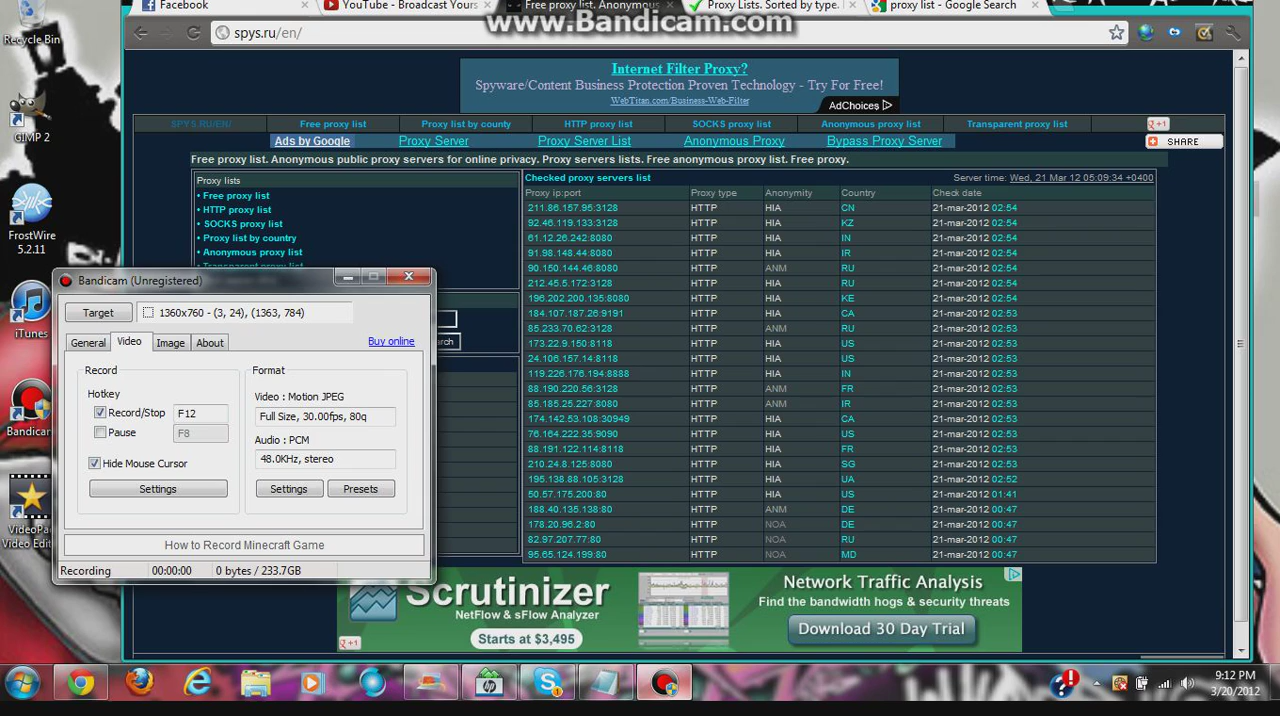 Facebook
YouTube - Broadcast Yours
Free proxy list. Anonymous
Proxy Lists. Sorted by type.
proxy list - Google Search
www.Bandicam.com
Recycle Bin
spys.ru/en/
Internet Filter Proxy?
Spyware/Content Business Protection Proven Technology - Try For Free!
WebTitan.com/Business-Web-Filter
AdChoices
SPYS.RU/EN/
Free proxy list
Proxy list by county
HTTP proxy list
SOCKS proxy list
Anonymous proxy list
Transparent proxy list
+1
Ads by Google
Proxy Server
Proxy Server List
Anonymous Proxy
Bypass Proxy Server
SHARE
Free proxy list. Anonymous public proxy servers for online privacy. Proxy servers lists. Free anonymous proxy list. Free proxy.
Proxy lists
• Free proxy list
• HTTP proxy list
• SOCKS proxy list
• Proxy list by country
• Anonymous proxy list
• Transparent proxy list
Checked proxy servers list
Server time: Wed, 21 Mar 12 05:09:34 +0400
Proxy ip:port Proxy type Anonymity Country Check date
211.86.157.95:3128 HTTP HIA CN 21-mar-2012 02:54
92.46.119.133:3128 HTTP HIA KZ 21-mar-2012 02:54
61.12.26.242:8080 HTTP HIA IN 21-mar-2012 02:54
91.98.148.44:8080 HTTP HIA IR 21-mar-2012 02:54
90.150.144.46:8080 HTTP ANM RU 21-mar-2012 02:54
212.45.5.172:3128 HTTP HIA RU 21-mar-2012 02:54
196.202.200.135:8080 HTTP HIA KE 21-mar-2012 02:54
184.107.187.26:9191 HTTP HIA CA 21-mar-2012 02:53
85.233.70.62:3128 HTTP ANM RU 21-mar-2012 02:53
173.22.9.150:8118 HTTP HIA US 21-mar-2012 02:53
24.106.157.14:8118 HTTP HIA US 21-mar-2012 02:53
119.226.176.194:8888 HTTP HIA IN 21-mar-2012 02:53
88.190.220.56:3128 HTTP ANM FR 21-mar-2012 02:53
85.185.25.227:8080 HTTP ANM IR 21-mar-2012 02:53
174.142.53.108:30949 HTTP HIA CA 21-mar-2012 02:53
76.164.222.35:9090 HTTP HIA US 21-mar-2012 02:53
88.191.122.114:8118 HTTP HIA FR 21-mar-2012 02:53
210.24.8.125:8080 HTTP HIA SG 21-mar-2012 02:53
195.138.88.105:3128 HTTP HIA UA 21-mar-2012 02:52
50.57.175.200:80 HTTP HIA US 21-mar-2012 01:41
188.40.135.138:80 HTTP ANM DE 21-mar-2012 00:47
178.20.96.2:80 HTTP NOA DE 21-mar-2012 00:47
82.97.207.77:80 HTTP NOA RU 21-mar-2012 00:47
95.65.124.199:80 HTTP NOA MD 21-mar-2012 00:47
GIMP 2
FrostWire
5.2.11
iTunes
Bandicam
VideoPad
Video Edit
Bandicam (Unregistered)
Target
1360x760 - (3, 24), (1363, 784)
General
Video
Image
About
Buy online
Record
Hotkey
Record/Stop F12
Pause F8
Hide Mouse Cursor
Settings
Format
Video : Motion JPEG
Full Size, 30.00fps, 80q
Audio : PCM
48.0KHz, stereo
Settings
Presets
How to Record Minecraft Game
Recording 00:00:00 0 bytes / 233.7GB
arch
Scrutinizer
NetFlow & sFlow Analyzer
Starts at $3,495
+1
Network Traffic Analysis
Find the bandwidth hogs & security threats
Download 30 Day Trial
hp
9:12 PM
3/20/2012